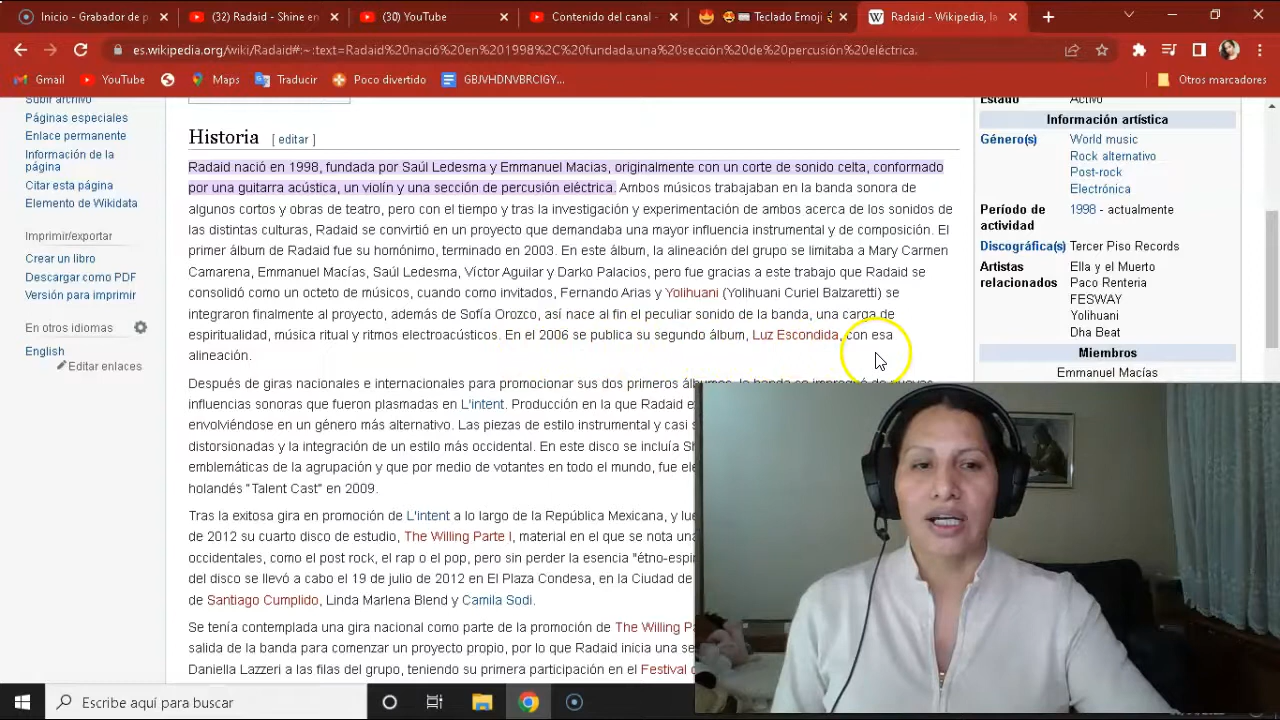 Inicio - Grabador de p
(32) Radaid - Shine en
(30) YouTube
Contenido del canal -
Teclado Emoji
W Radaid - Wikipedia, la
es.wikipedia.org/wiki/Radaid#:~:text=Radaid%20nació%20en%201998%2C%20fundada,una%20sección%20de%20percusión%20eléctrica.
Gmail
YouTube
Maps
Traducir
Poco divertido
GBJVHDNVBRCIGY...
Otros marcadores
Subir archivo
Páginas especiales
Enlace permanente
Información de la
página
Citar esta página
Elemento de Wikidata
Imprimir/exportar
Crear un libro
Descargar como PDF
Versión para imprimir
En otros idiomas
English
Editar enlaces
Historia [ editar ]
Radaid nació en 1998, fundada por Saúl Ledesma y Emmanuel Macias, originalmente con un corte de sonido celta, conformado
por una guitarra acústica, un violín y una sección de percusión eléctrica. Ambos músicos trabajaban en la banda sonora de
algunos cortos y obras de teatro, pero con el tiempo y tras la investigación y experimentación de ambos acerca de los sonidos de
las distintas culturas, Radaid se convirtió en un proyecto que demandaba una mayor influencia instrumental y de composición. El
primer álbum de Radaid fue su homónimo, terminado en 2003. En este álbum, la alineación del grupo se limitaba a Mary Carmen
Camarena, Emmanuel Macías, Saúl Ledesma, Víctor Aguilar y Darko Palacios, pero fue gracias a este trabajo que Radaid se
consolidó como un octeto de músicos, cuando como invitados, Fernando Arias y Yolihuani (Yolihuani Curiel Balzaretti) se
integraron finalmente al proyecto, además de Sofía Orozco, así nace al fin el peculiar sonido de la banda, una carga de
espiritualidad, música ritual y ritmos electroacústicos. En el 2006 se publica su segundo álbum, Luz Escondida, con esa
alineación.
Después de giras nacionales e internacionales para promocionar sus dos primeros álbumes, la banda se impregnó de nuevas
influencias sonoras que fueron plasmadas en L'intent. Producción en la que Radaid e
envolviéndose en un género más alternativo. Las piezas de estilo instrumental y casi s
distorsionadas y la integración de un estilo más occidental. En este disco se incluía Sh
emblemáticas de la agrupación y que por medio de votantes en todo el mundo, fue ele
holandés "Talent Cast" en 2009.
Tras la exitosa gira en promoción de L'intent a lo largo de la República Mexicana, y lue
de 2012 su cuarto disco de estudio, The Willing Parte I, material en el que se nota una
occidentales, como el post rock, el rap o el pop, pero sin perder la esencia "étno-espir
del disco se llevó a cabo el 19 de julio de 2012 en El Plaza Condesa, en la Ciudad de
de Santiago Cumplido, Linda Marlena Blend y Camila Sodi.
Se tenía contemplada una gira nacional como parte de la promoción de The Willing Pa
salida de la banda para comenzar un proyecto propio, por lo que Radaid inicia una se
Daniella Lazzeri a las filas del grupo, teniendo su primera participación en el Festival
Estado Activo
Información artística
Género(s) World music
Rock alternativo
Post-rock
Electrónica
Período de 1998 - actualmente
actividad
Discográfica(s) Tercer Piso Records
Artistas Ella y el Muerto
relacionados Paco Renteria
FESWAY
Yolihuani
Dha Beat
Miembros
Emmanuel Macías
Escribe aquí para buscar